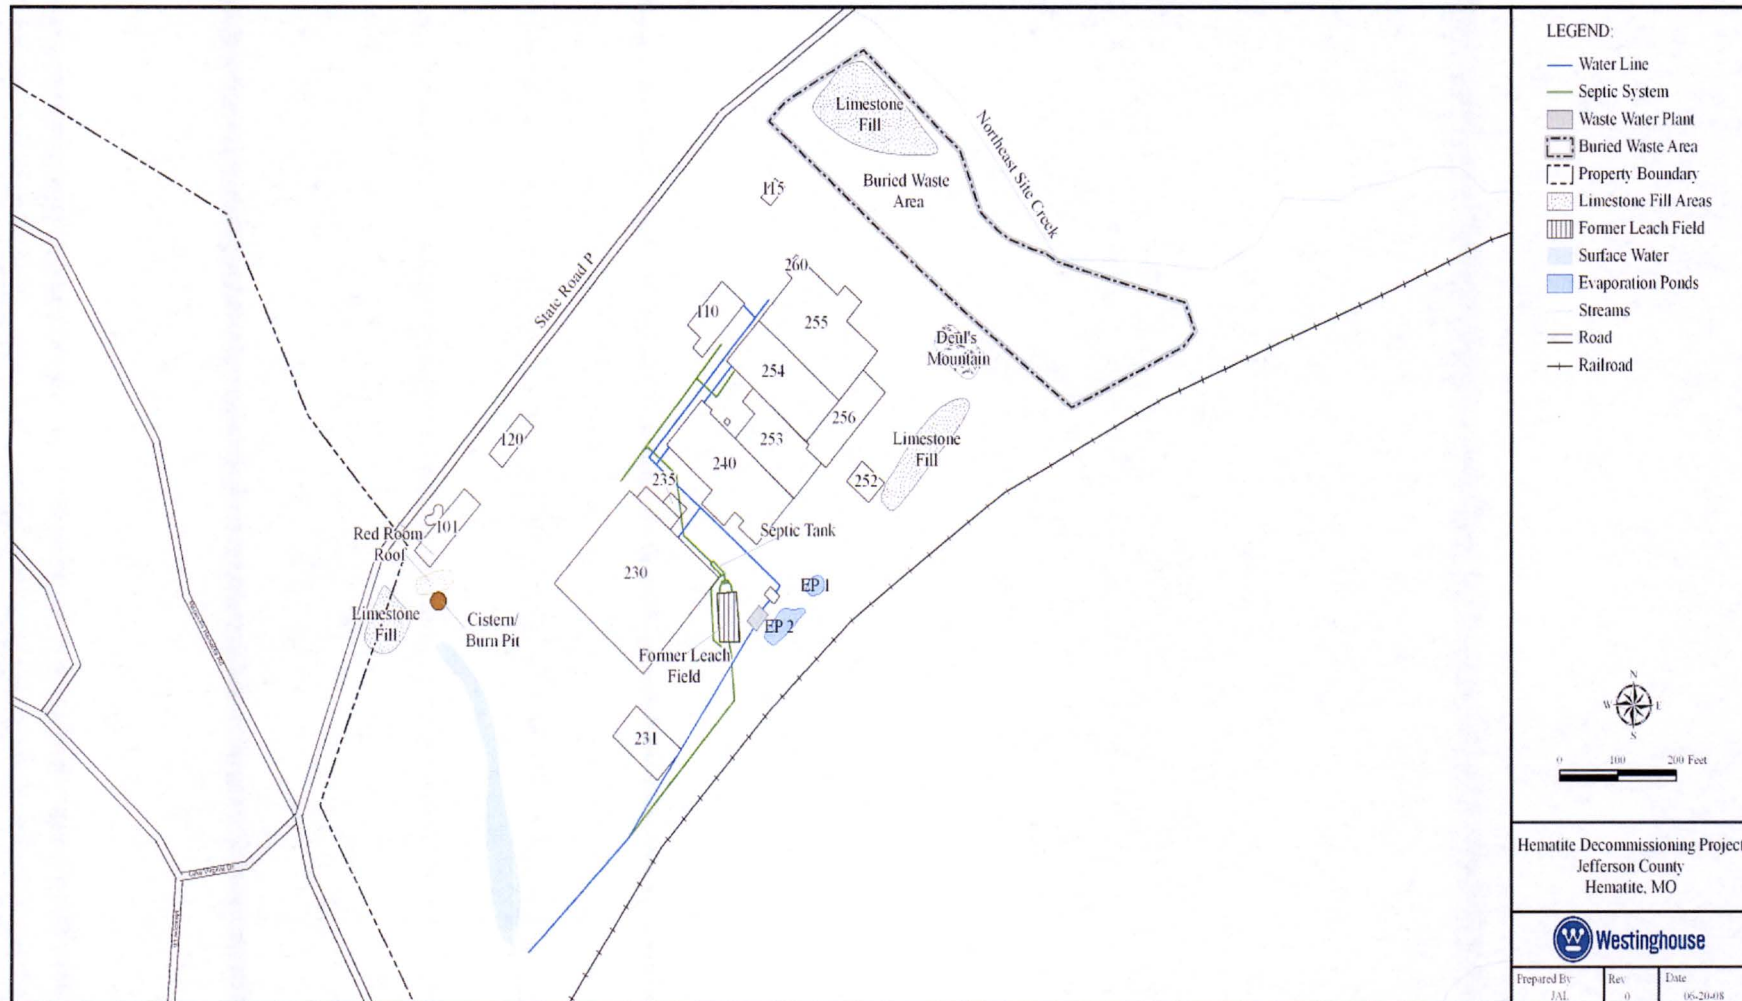 LEGEND:
Water Line
Septic System
Waste Water Plant
Buried Waste Area
Property Boundary
Limestone Fill Areas
Former Leach Field
Surface Water
Evaporation Ponds
Streams
Road
Railroad
Limestone
Fill
Buried Waste
Area
Northeast Site Creek
115
State Road P
260
110
255
254
Deul's
Mountain
256
253
120
240
Limestone
Fill
235
252
101
Red Room
Roof
Septic Tank
230
EP 1
Limestone
Fill
Cistern/
Burn Pit
EP 2
Former Leach
Field
231
N
W
E
S
0 100 200 Feet
Hematite Decommissioning Project
Jefferson County
Hematite, MO
W
Westinghouse
Prepared By
JAL
Rev
0
Date
06-20-08